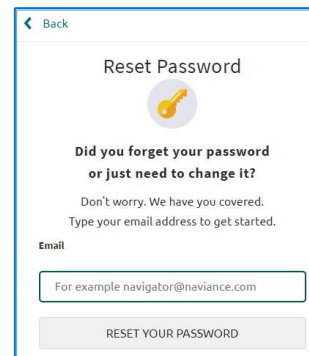 Back
Reset Password
Did you forget your password
or just need to change it?
Don't worry. We have you covered.
Type your email address to get started.
Email
For example navigator@naviance.com
RESET YOUR PASSWORD